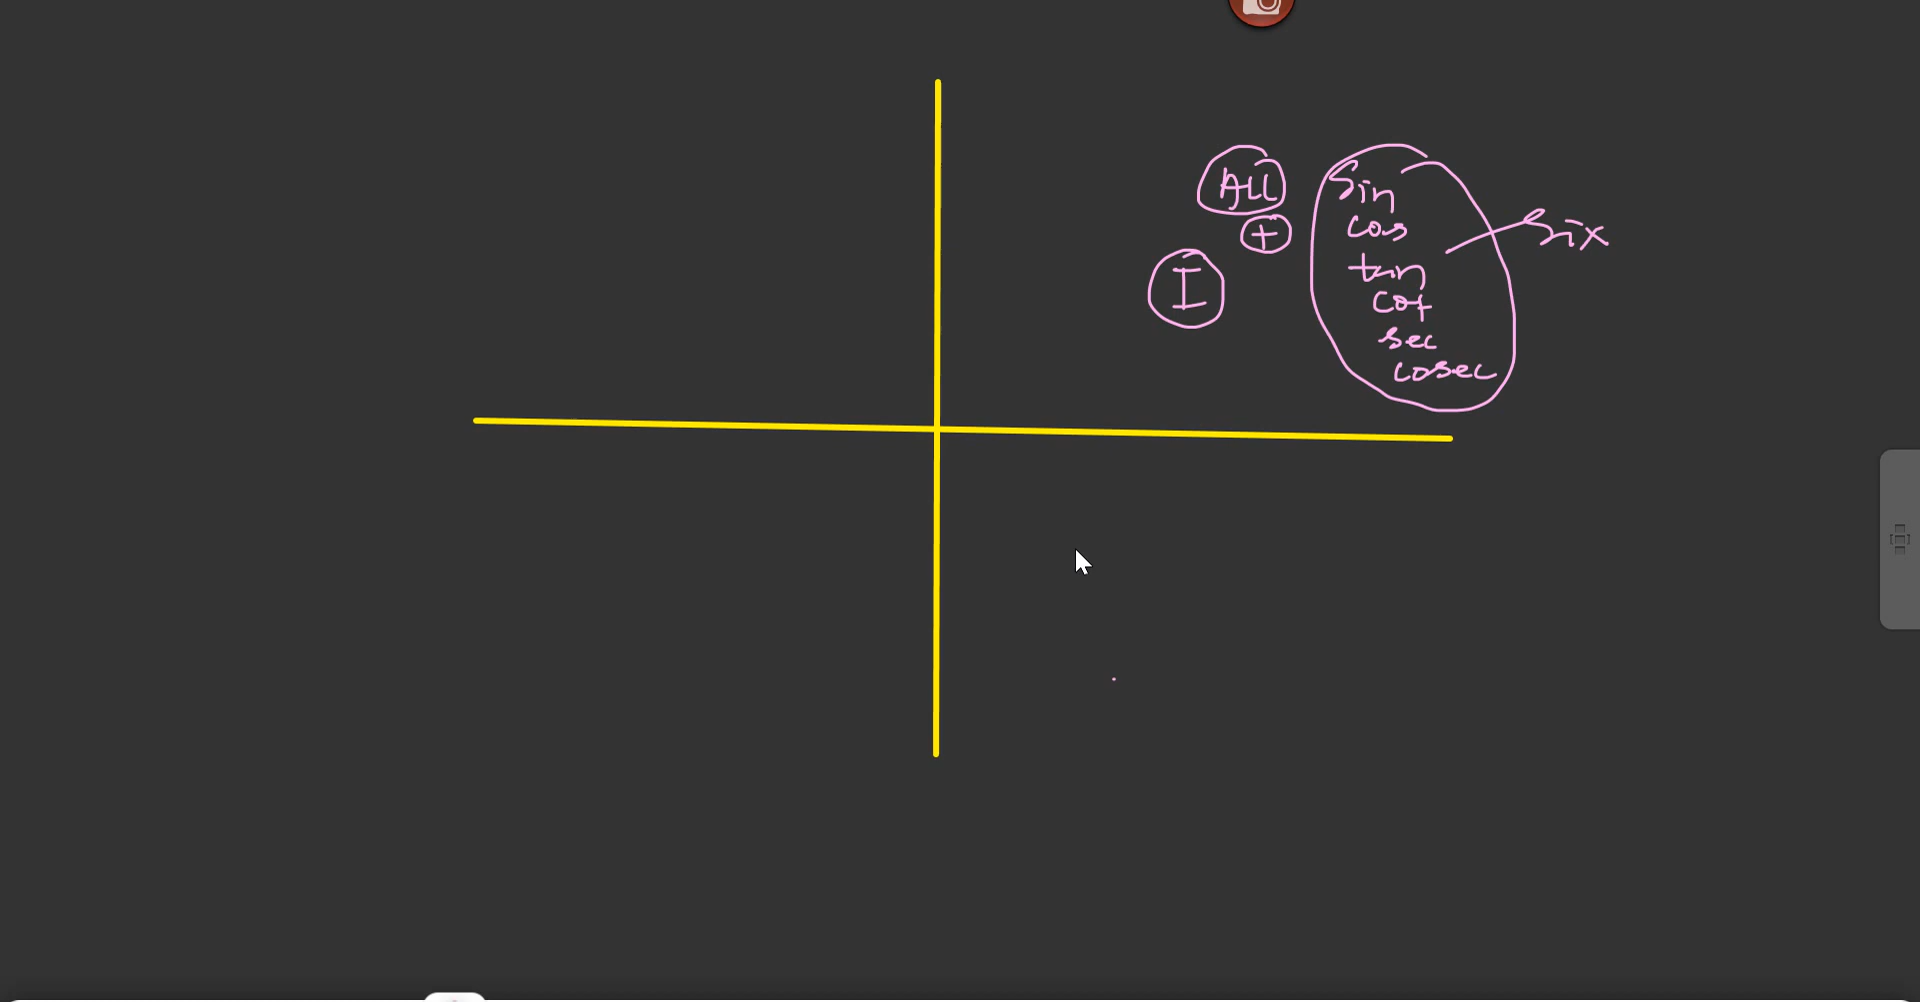 ALL
+
I
Sin
cos
tan
cot
sec
cosec
Six